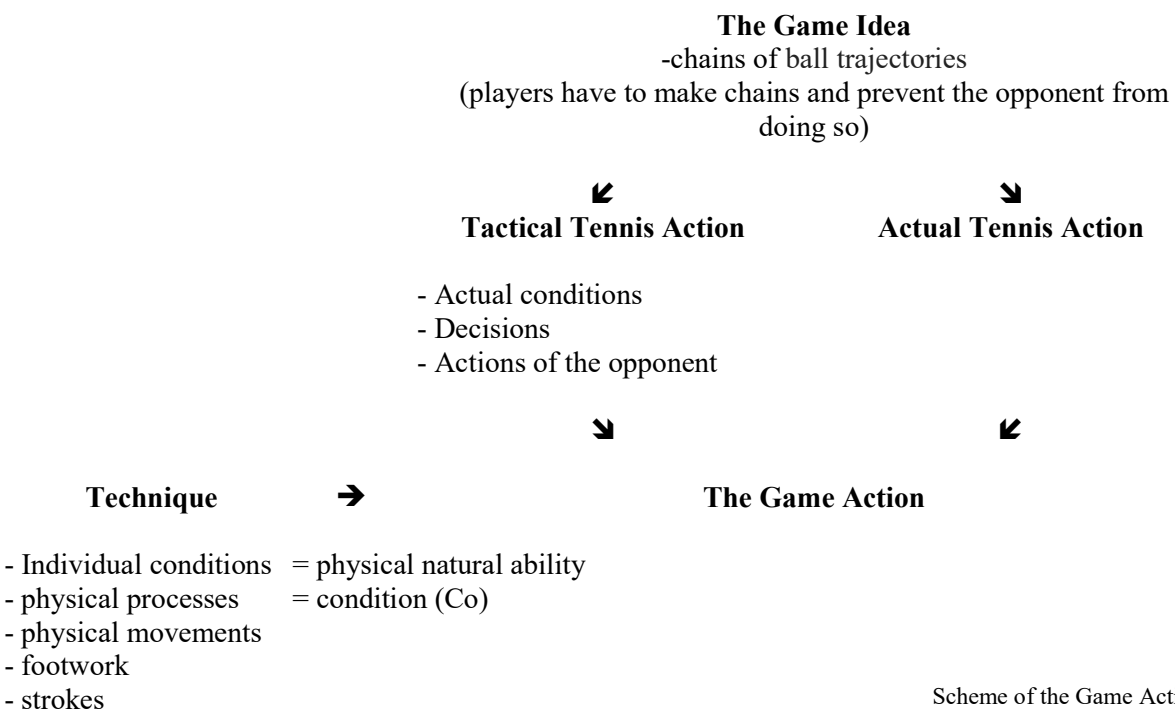 The Game Idea
-chains of ball trajectories
(players have to make chains and prevent the opponent from
doing so)
🡿 🡾
Tactical Tennis Action Actual Tennis Action
- Actual conditions
- Decisions
- Actions of the opponent
🡾 🡿
Technique ➔ The Game Action
- Individual conditions = physical natural ability
- physical processes = condition (Co)
- physical movements
- footwork
- strokes
Scheme of the Game Act